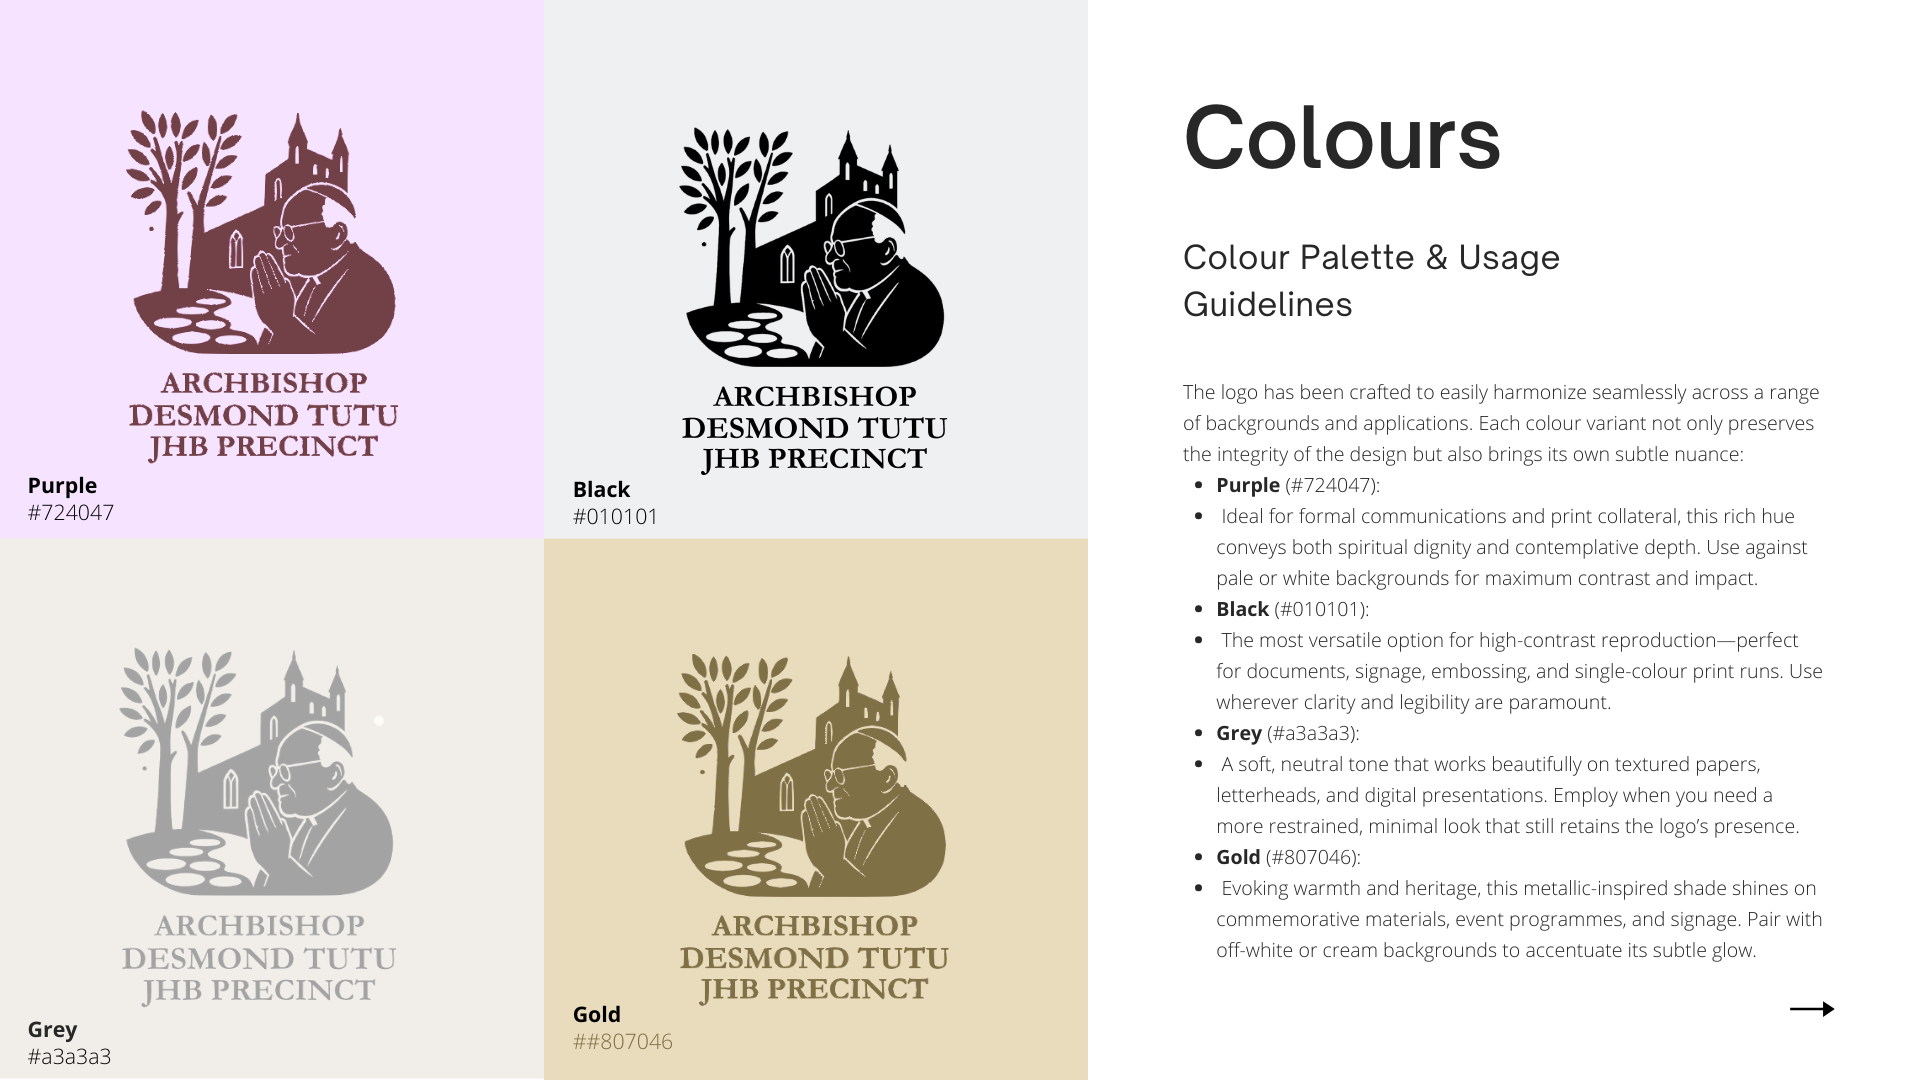 ARCHBISHOP
DESMOND TUTU
JHB PRECINCT
Purple
#724047
ARCHBISHOP
DESMOND TUTU
JHB PRECINCT
Black
#010101
ARCHBISHOP
DESMOND TUTU
JHB PRECINCT
Grey
#a3a3a3
ARCHBISHOP
DESMOND TUTU
JHB PRECINCT
Gold
##807046
Colours
Colour Palette & Usage
Guidelines
The logo has been crafted to easily harmonize seamlessly across a range
of backgrounds and applications. Each colour variant not only preserves
the integrity of the design but also brings its own subtle nuance:
• Purple (#724047):
• Ideal for formal communications and print collateral, this rich hue
conveys both spiritual dignity and contemplative depth. Use against
pale or white backgrounds for maximum contrast and impact.
• Black (#010101):
• The most versatile option for high-contrast reproduction—perfect
for documents, signage, embossing, and single-colour print runs. Use
wherever clarity and legibility are paramount.
• Grey (#a3a3a3):
• A soft, neutral tone that works beautifully on textured papers,
letterheads, and digital presentations. Employ when you need a
more restrained, minimal look that still retains the logo’s presence.
• Gold (#807046):
• Evoking warmth and heritage, this metallic-inspired shade shines on
commemorative materials, event programmes, and signage. Pair with
off-white or cream backgrounds to accentuate its subtle glow.